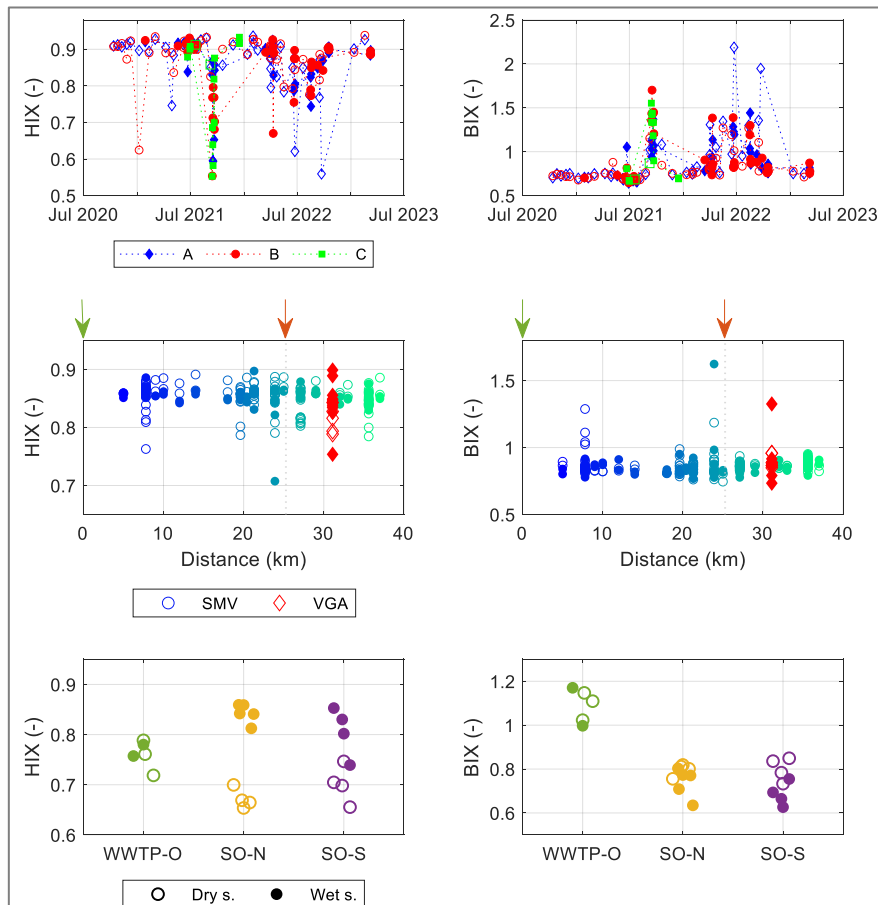 HIX (-)
0.9
0.8
0.7
0.6
0.5
Jul 2020 Jul 2021 Jul 2022 Jul 2023
BIX (-)
2.5
2
1.5
1
0.5
Jul 2020 Jul 2021 Jul 2022 Jul 2023
A B C
HIX (-)
0.9
0.8
0.7
0 10 20 30 40
Distance (km)
BIX (-)
1.5
1
0.5
0 10 20 30 40
Distance (km)
SMV VGA
HIX (-)
0.9
0.8
0.7
0.6
WWTP-O SO-N SO-S
BIX (-)
1.2
1
0.8
0.6
WWTP-O SO-N SO-S
Dry s. Wet s.